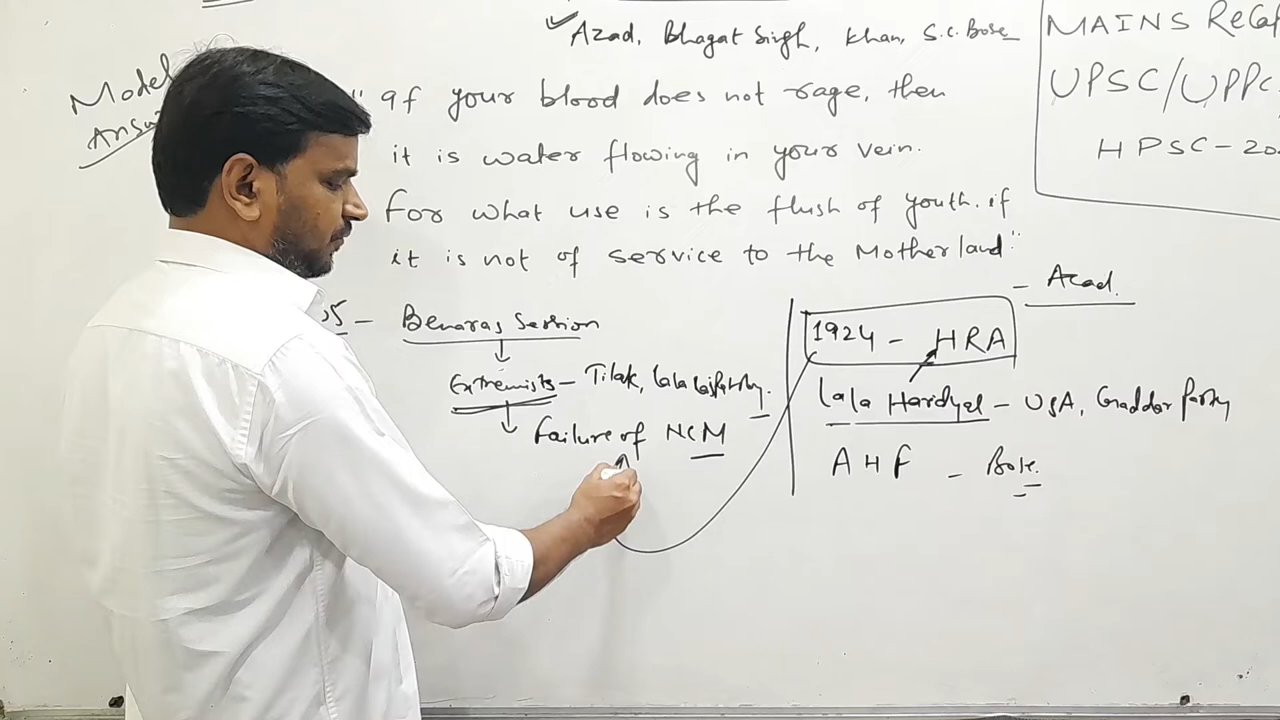 Azad, Bhagat Singh, Khan, S.C. Bose
MAINS ReCap
UPSC/UPPC
HPSC-20
Model
Answ
"If your blood does not rage, then
it is water flowing in your vein.
For what use is the flush of youth. if
it is not of service to the Motherland"
- Azad.
05 - Benaras Session
Extremists - Tilak, Lala
Failure of NCM
1924 - HRA
Lala Hardyal - USA, Gaddar Party
AHF - Bose.